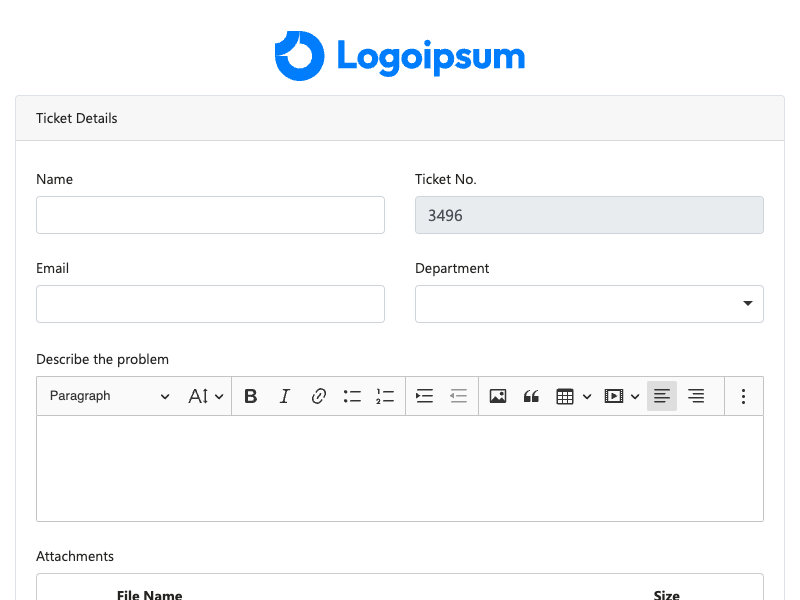 Logoipsum
Ticket Details
Name
Ticket No.
3496
Email
Department
Describe the problem
Paragraph
Attachments
File Name
Size